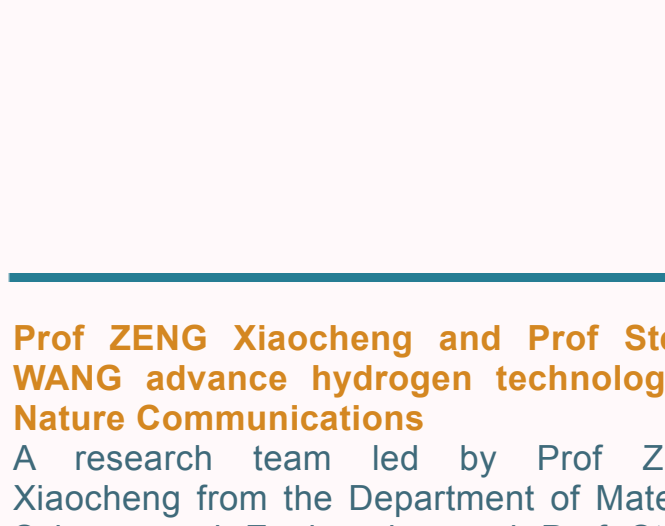 Prof ZENG Xiaocheng and Prof
WANG advance hydrogen
Nature Communications
A research team led by Prof
Xiaocheng from the Department of